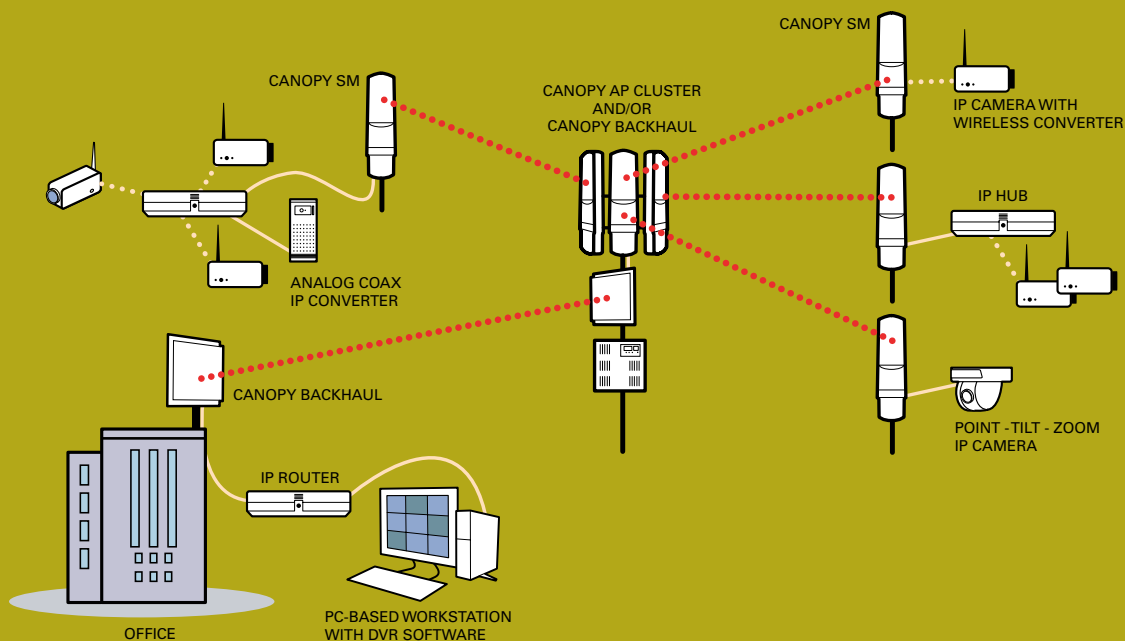 CANOPY SM
CANOPY SM
CANOPY AP CLUSTER
AND/OR
CANOPY BACKHAUL
IP CAMERA WITH
WIRELESS CONVERTER
IP HUB
ANALOG COAX
IP CONVERTER
CANOPY BACKHAUL
POINT - TILT - ZOOM
IP CAMERA
IP ROUTER
PC-BASED WORKSTATION
WITH DVR SOFTWARE
OFFICE